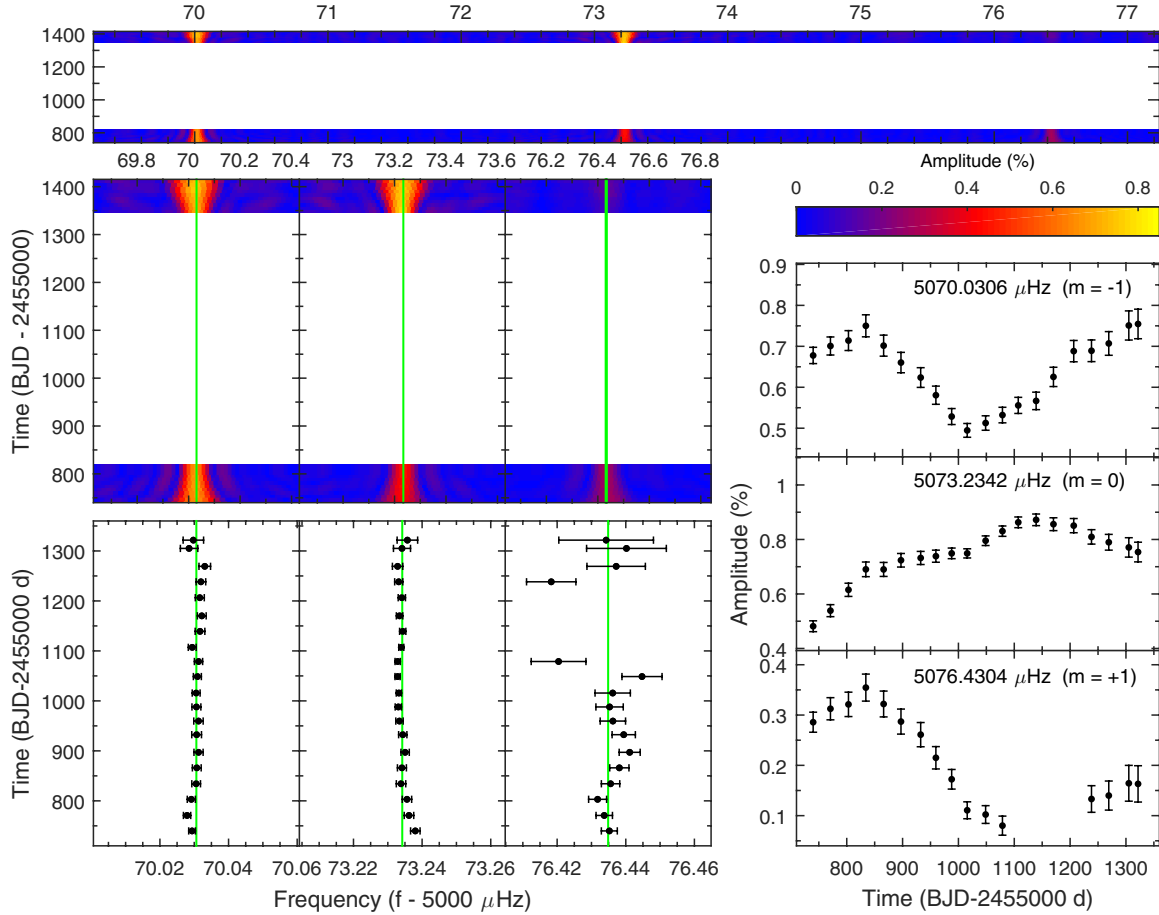 70 71 72 73 74 75 76 77
1400
1200
1000
800
69.8 70 70.2 70.4 73 73.2 73.4 73.6 76.2 76.4 76.6 76.8
Amplitude (%)
0 0.2 0.4 0.6 0.8
Time (BJD - 2455000)
1400
1300
1200
1100
1000
900
800
Time (BJD-2455000 d)
1300
1200
1100
1000
900
800
70.02 70.04 70.06 73.22 73.24 73.26 76.42 76.44 76.46
Frequency (f - 5000 μHz)
Amplitude (%)
0.9
0.8
0.7
0.6
0.5
5070.0306 μHz (m = -1)
1
0.8
0.6
0.4
5073.2342 μHz (m = 0)
0.4
0.3
0.2
0.1
5076.4304 μHz (m = +1)
800 900 1000 1100 1200 1300
Time (BJD-2455000 d)